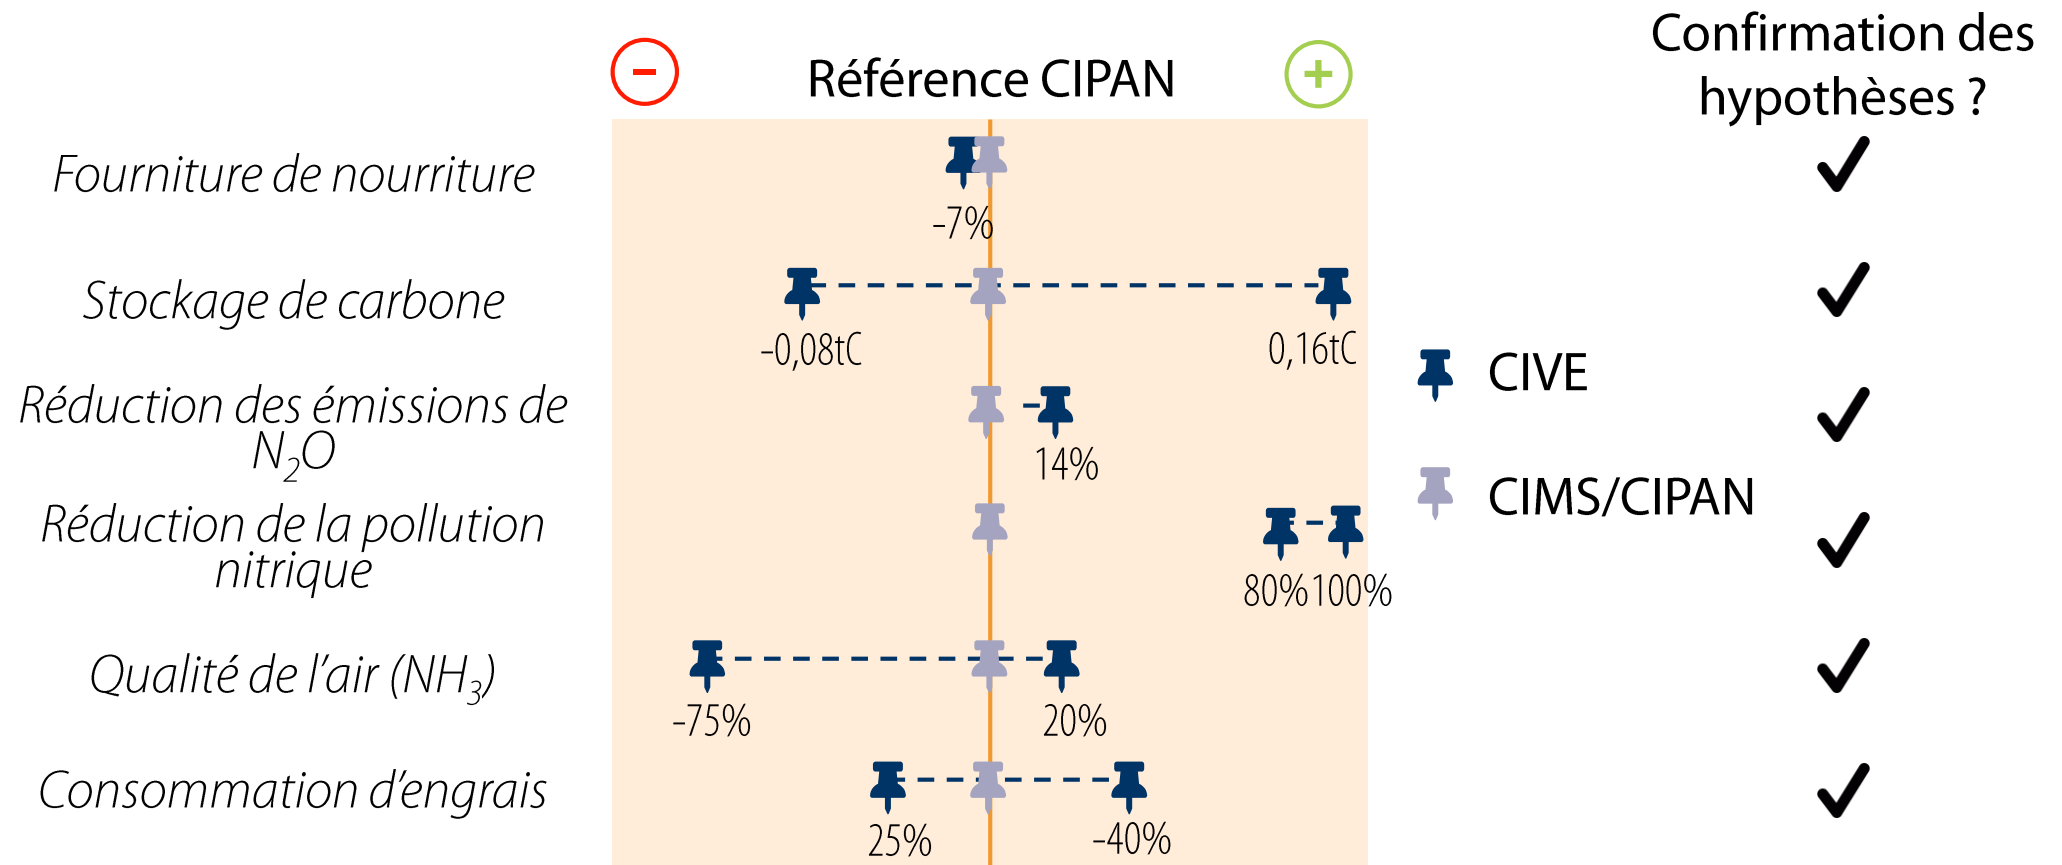 Confirmation des
hypothèses ?
– Référence CIPAN +
Fourniture de nourriture
–7%
Stockage de carbone
–0,08tC 0,16tC
CIVE
Réduction des émissions de
N₂O
14%
CIMS/CIPAN
Réduction de la pollution
nitrique
80% 100%
Qualité de l’air (NH₃)
–75% 20%
Consommation d’engrais
25% –40%